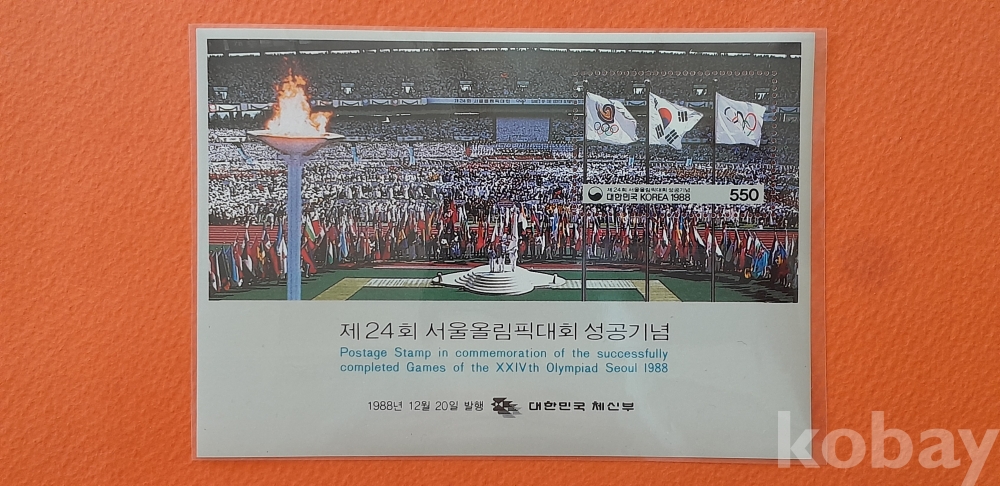 제24회 서울올림픽대회 성공기념
대한민국 KOREA 1988
550
제24회 서울올림픽대회 성공기념
Postage Stamp in commemoration of the successfully
completed Games of the XXIVth Olympiad Seoul 1988
1988년 12월 20일 발행 대한민국 체신부
kobay